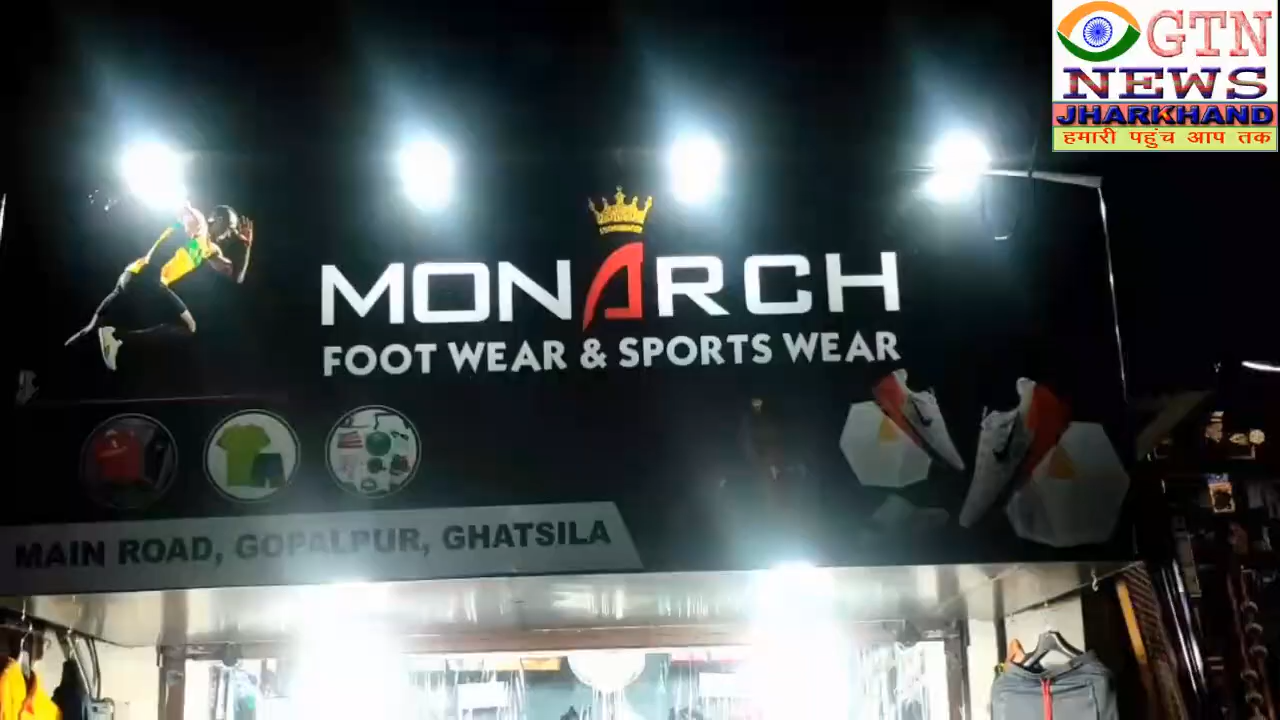 GTN
NEWS
JHARKHAND
हमारी पहुंच आप तक
MONARCH
FOOT WEAR & SPORTS WEAR
MAIN ROAD, GOPALPUR, GHATSILA